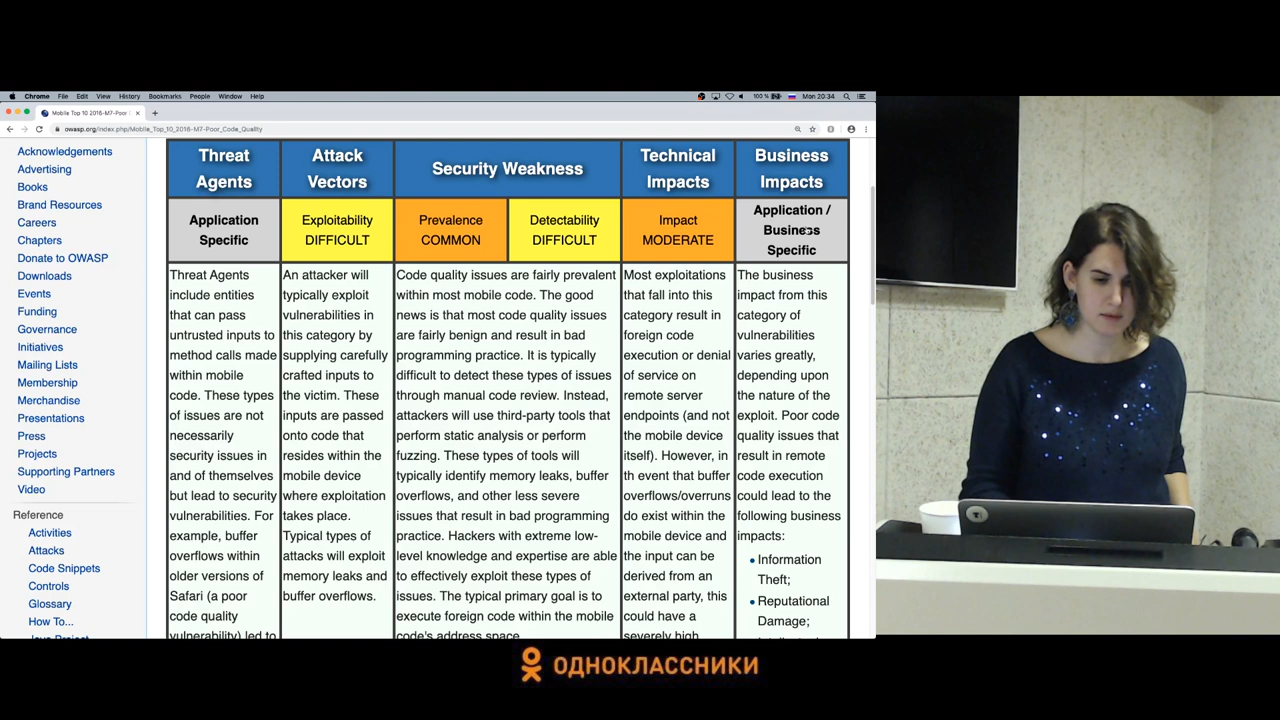 Chrome File Edit View History Bookmarks People Window Help
100 % Mon 20:34
Mobile Top 10 2016-M7-Poor
owasp.org/index.php/Mobile_Top_10_2016-M7-Poor_Code_Quality
Acknowledgements
Advertising
Books
Brand Resources
Careers
Chapters
Donate to OWASP
Downloads
Events
Funding
Governance
Initiatives
Mailing Lists
Membership
Merchandise
Presentations
Press
Projects
Supporting Partners
Video
Reference
Activities
Attacks
Code Snippets
Controls
Glossary
How To...
Java Project
Threat
Agents
Attack
Vectors
Security Weakness
Technical
Impacts
Business
Impacts
Application
Specific
Exploitability
DIFFICULT
Prevalence
COMMON
Detectability
DIFFICULT
Impact
MODERATE
Application /
Business
Specific
Threat Agents
include entities
that can pass
untrusted inputs to
method calls made
within mobile
code. These types
of issues are not
necessarily
security issues in
and of themselves
but lead to security
vulnerabilities. For
example, buffer
overflows within
older versions of
Safari (a poor
code quality
vulnerability) led to
An attacker will
typically exploit
vulnerabilities in
this category by
supplying carefully
crafted inputs to
the victim. These
inputs are passed
onto code that
resides within the
mobile device
where exploitation
takes place.
Typical types of
attacks will exploit
memory leaks and
buffer overflows.
Code quality issues are fairly prevalent
within most mobile code. The good
news is that most code quality issues
are fairly benign and result in bad
programming practice. It is typically
difficult to detect these types of issues
through manual code review. Instead,
attackers will use third-party tools that
perform static analysis or perform
fuzzing. These types of tools will
typically identify memory leaks, buffer
overflows, and other less severe
issues that result in bad programming
practice. Hackers with extreme low-
level knowledge and expertise are able
to effectively exploit these types of
issues. The typical primary goal is to
execute foreign code within the mobile
code's address space.
Most exploitations
that fall into this
category result in
foreign code
execution or denial
of service on
remote server
endpoints (and not
the mobile device
itself). However, in
th event that buffer
overflows/overruns
do exist within the
mobile device and
the input can be
derived from an
external party, this
could have a
severely high
The business
impact from this
category of
vulnerabilities
varies greatly,
depending upon
the nature of the
exploit. Poor code
quality issues that
result in remote
code execution
could lead to the
following business
impacts:
Information
Theft;
Reputational
Damage;
ОДНОКЛАССНИКИ